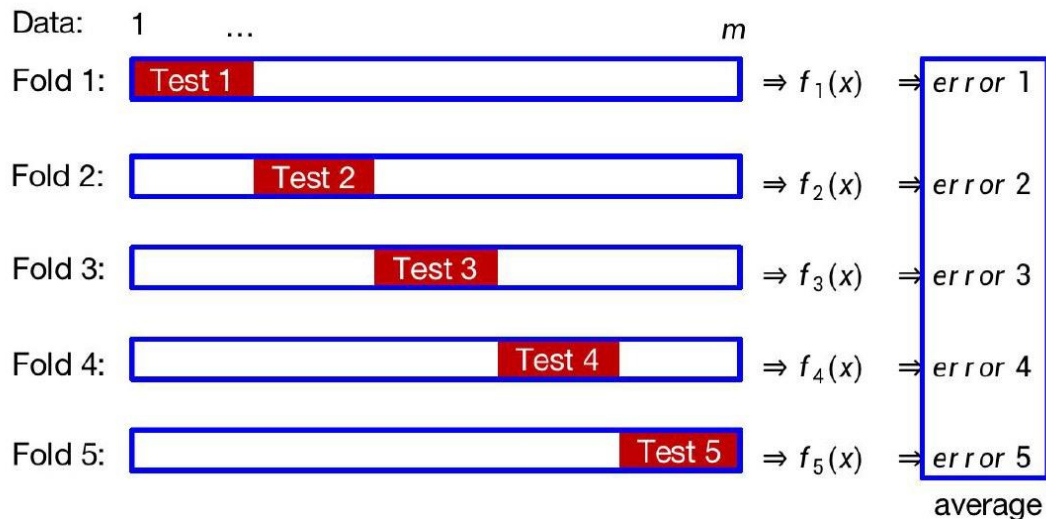 Data: 1 ... m
Fold 1: Test 1 ⇒ f₁(x) ⇒ error 1
Fold 2: Test 2 ⇒ f₂(x) ⇒ error 2
Fold 3: Test 3 ⇒ f₃(x) ⇒ error 3
Fold 4: Test 4 ⇒ f₄(x) ⇒ error 4
Fold 5: Test 5 ⇒ f₅(x) ⇒ error 5
average